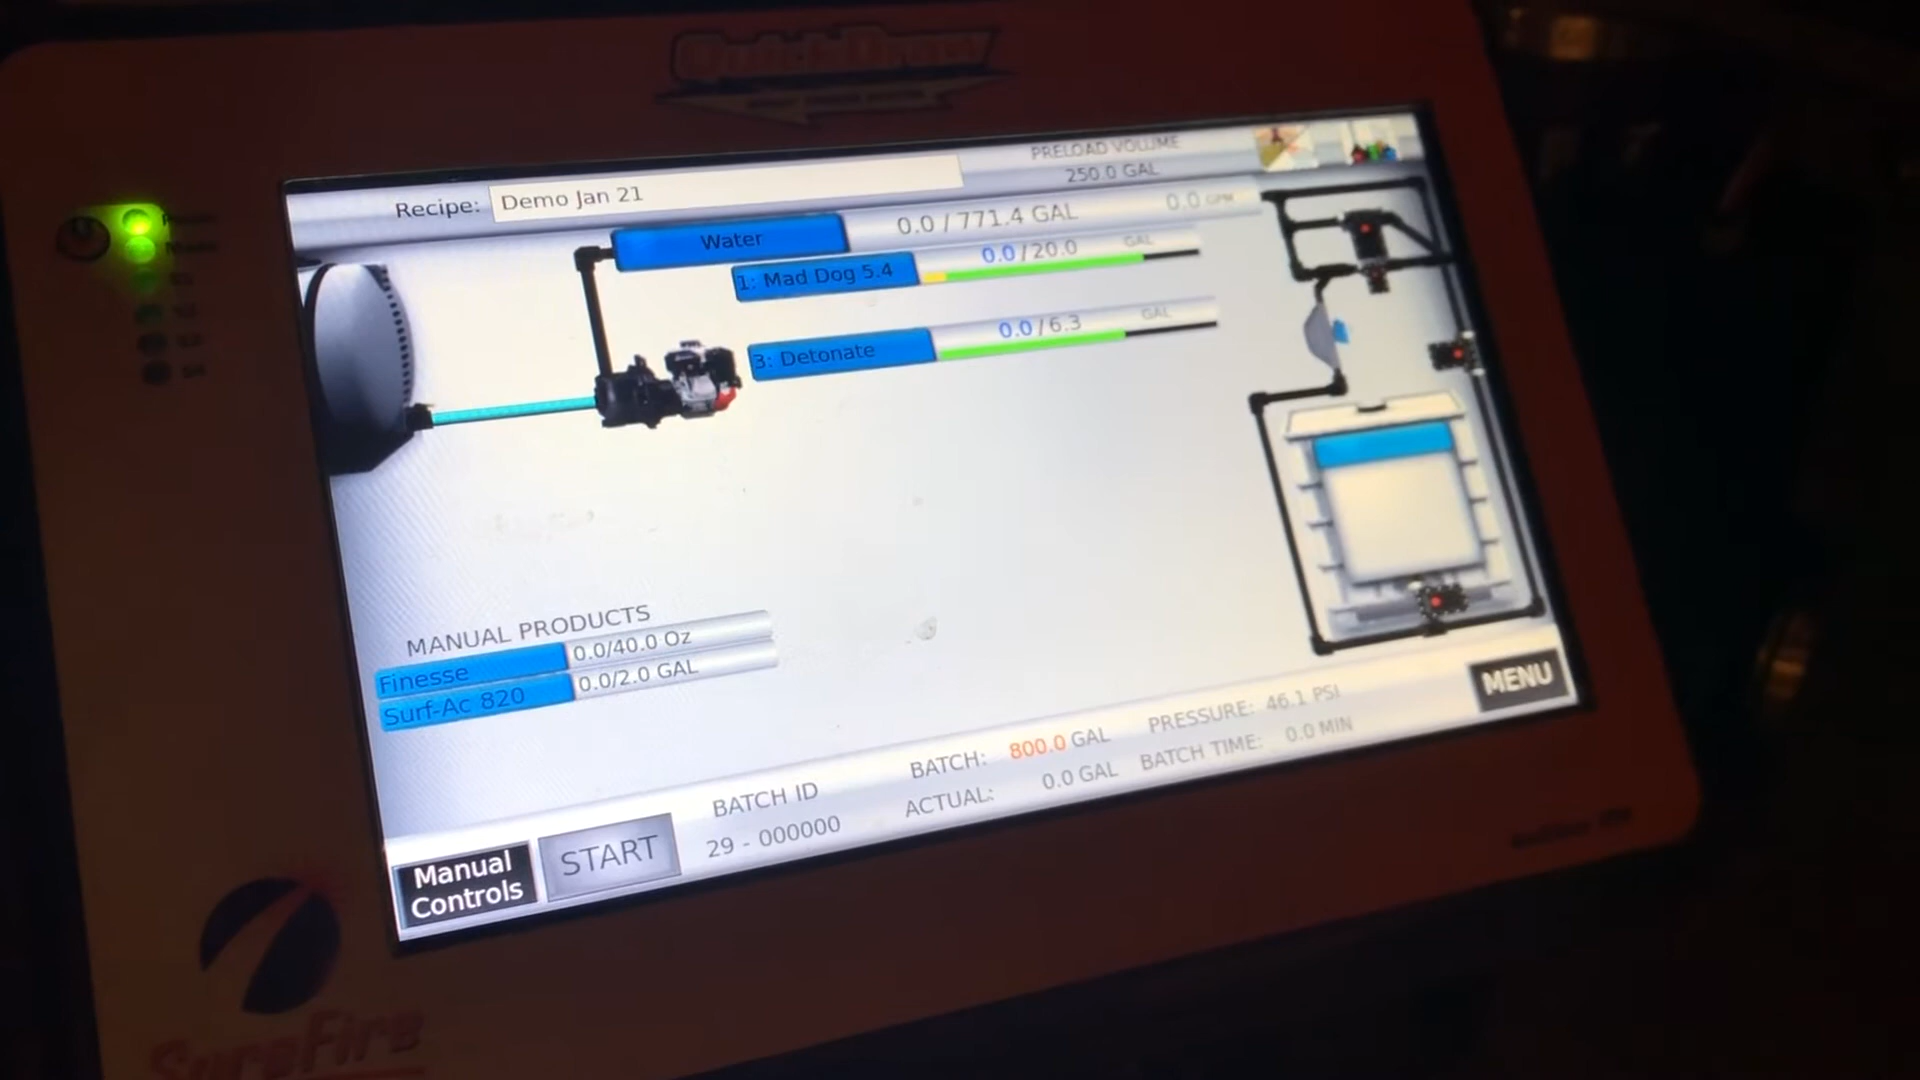 QuickDraw
PRELOAD VOLUME
250.0 GAL
Recipe: Demo Jan 21
Water 0.0 / 771.4 GAL 0.0 GPM
1: Mad Dog 5.4 0.0 / 20.0 GAL
3: Detonate 0.0 / 6.3 GAL
MANUAL PRODUCTS
Finesse 0.0/40.0 Oz
Surf-Ac 820 0.0/2.0 GAL
MENU
BATCH ID
29 - 000000
BATCH: 800.0 GAL
ACTUAL: 0.0 GAL
PRESSURE: 46.1 PSI
BATCH TIME: 0.0 MIN
Manual Controls
START
SureFire